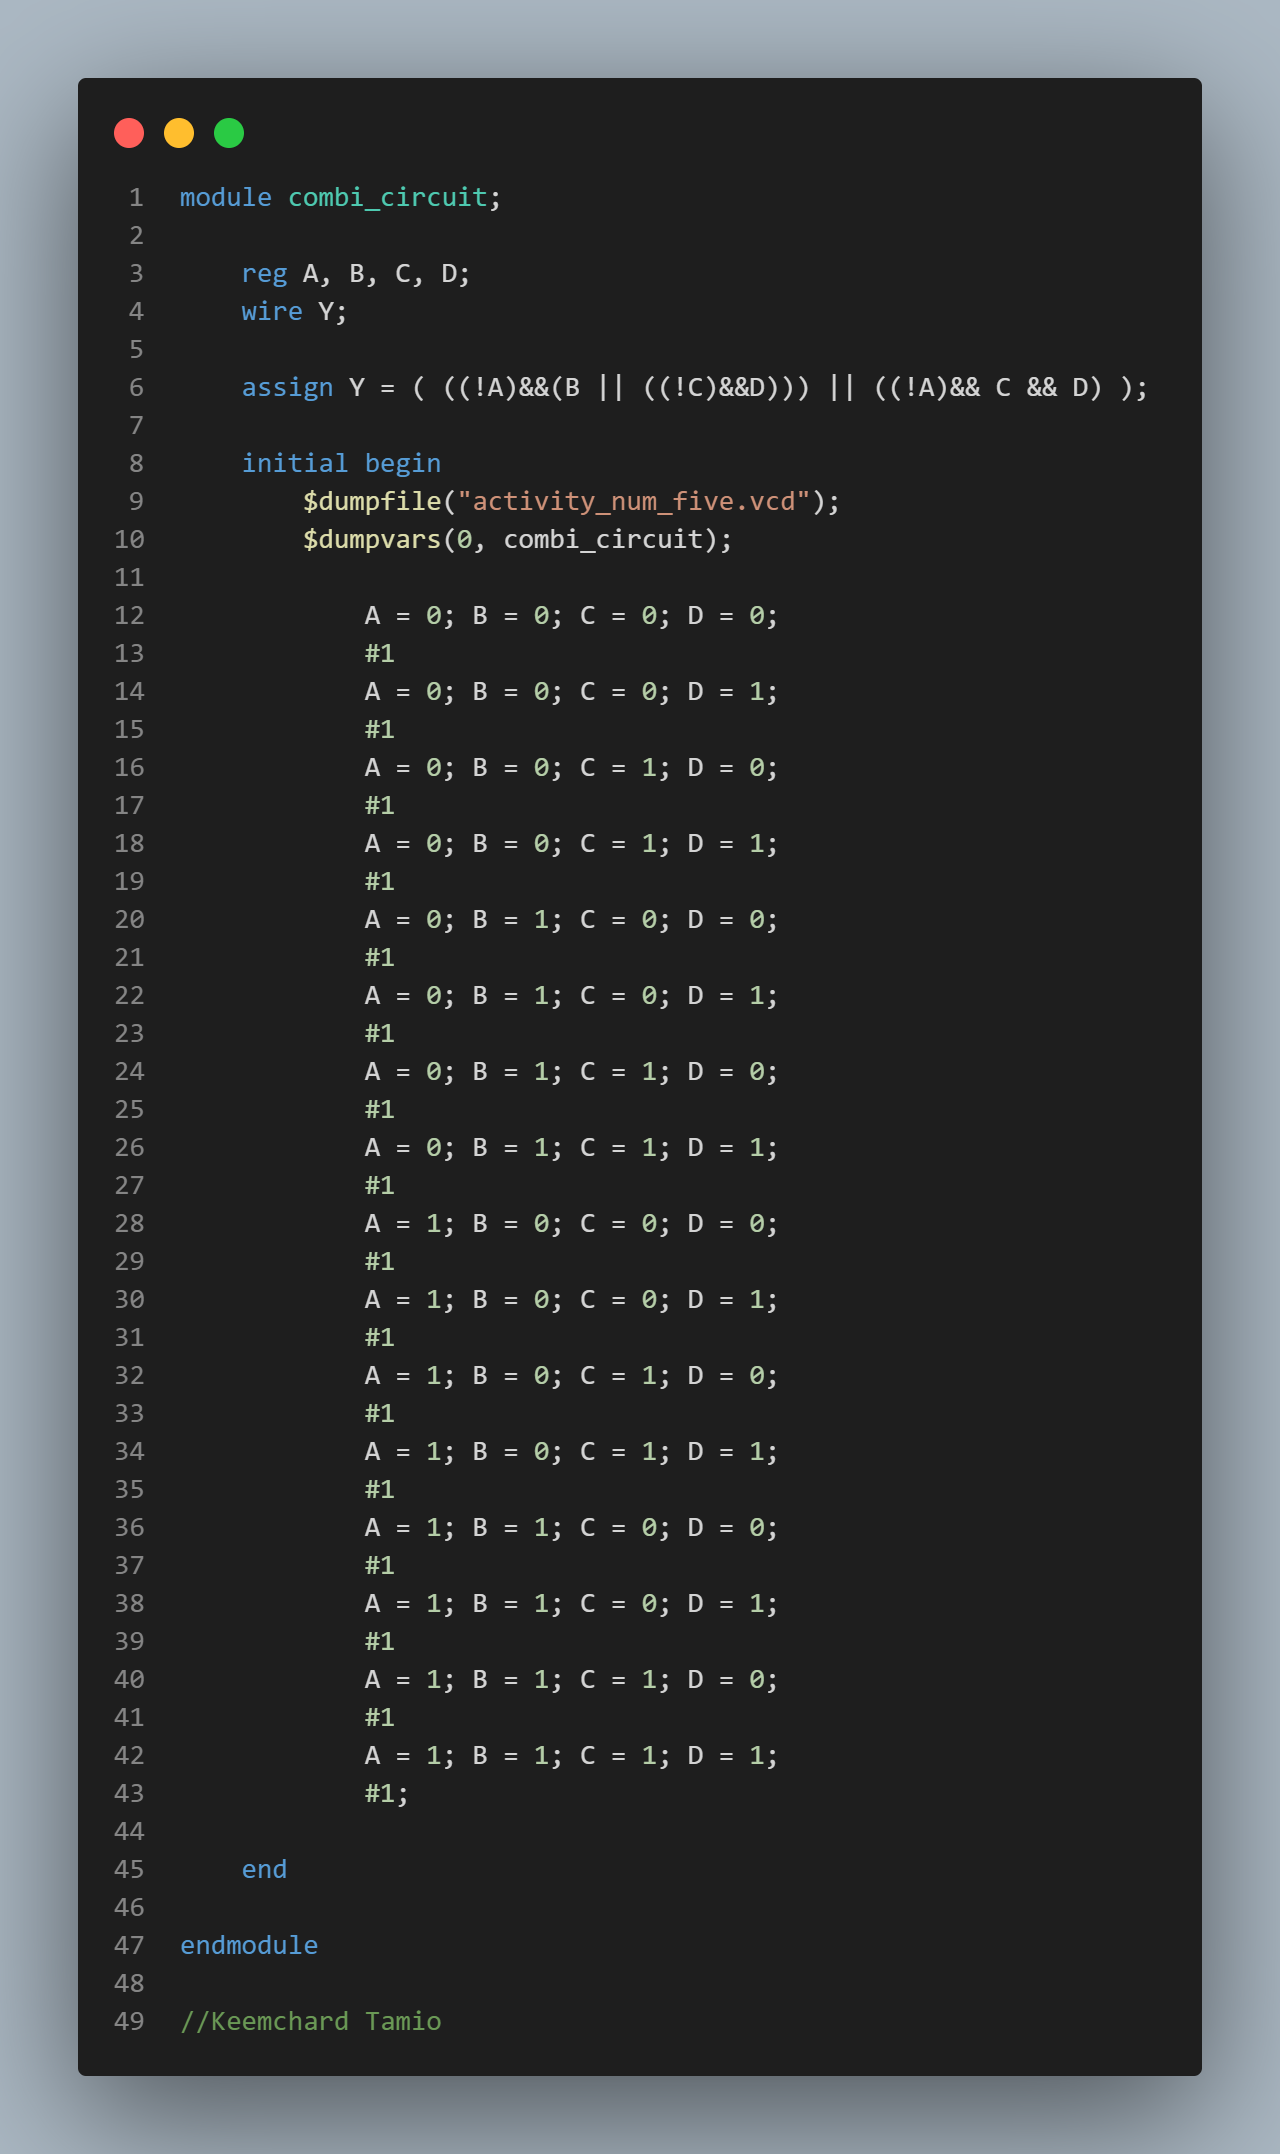 1 module combi_circuit;
2
3 reg A, B, C, D;
4 wire Y;
5
6 assign Y = ( ((!A)&&(B || ((!C)&&D))) || ((!A)&& C && D) );
7
8 initial begin
9 $dumpfile("activity_num_five.vcd");
10 $dumpvars(0, combi_circuit);
11
12 A = 0; B = 0; C = 0; D = 0;
13 #1
14 A = 0; B = 0; C = 0; D = 1;
15 #1
16 A = 0; B = 0; C = 1; D = 0;
17 #1
18 A = 0; B = 0; C = 1; D = 1;
19 #1
20 A = 0; B = 1; C = 0; D = 0;
21 #1
22 A = 0; B = 1; C = 0; D = 1;
23 #1
24 A = 0; B = 1; C = 1; D = 0;
25 #1
26 A = 0; B = 1; C = 1; D = 1;
27 #1
28 A = 1; B = 0; C = 0; D = 0;
29 #1
30 A = 1; B = 0; C = 0; D = 1;
31 #1
32 A = 1; B = 0; C = 1; D = 0;
33 #1
34 A = 1; B = 0; C = 1; D = 1;
35 #1
36 A = 1; B = 1; C = 0; D = 0;
37 #1
38 A = 1; B = 1; C = 0; D = 1;
39 #1
40 A = 1; B = 1; C = 1; D = 0;
41 #1
42 A = 1; B = 1; C = 1; D = 1;
43 #1;
44
45 end
46
47 endmodule
48
49 //Keemchard Tamio